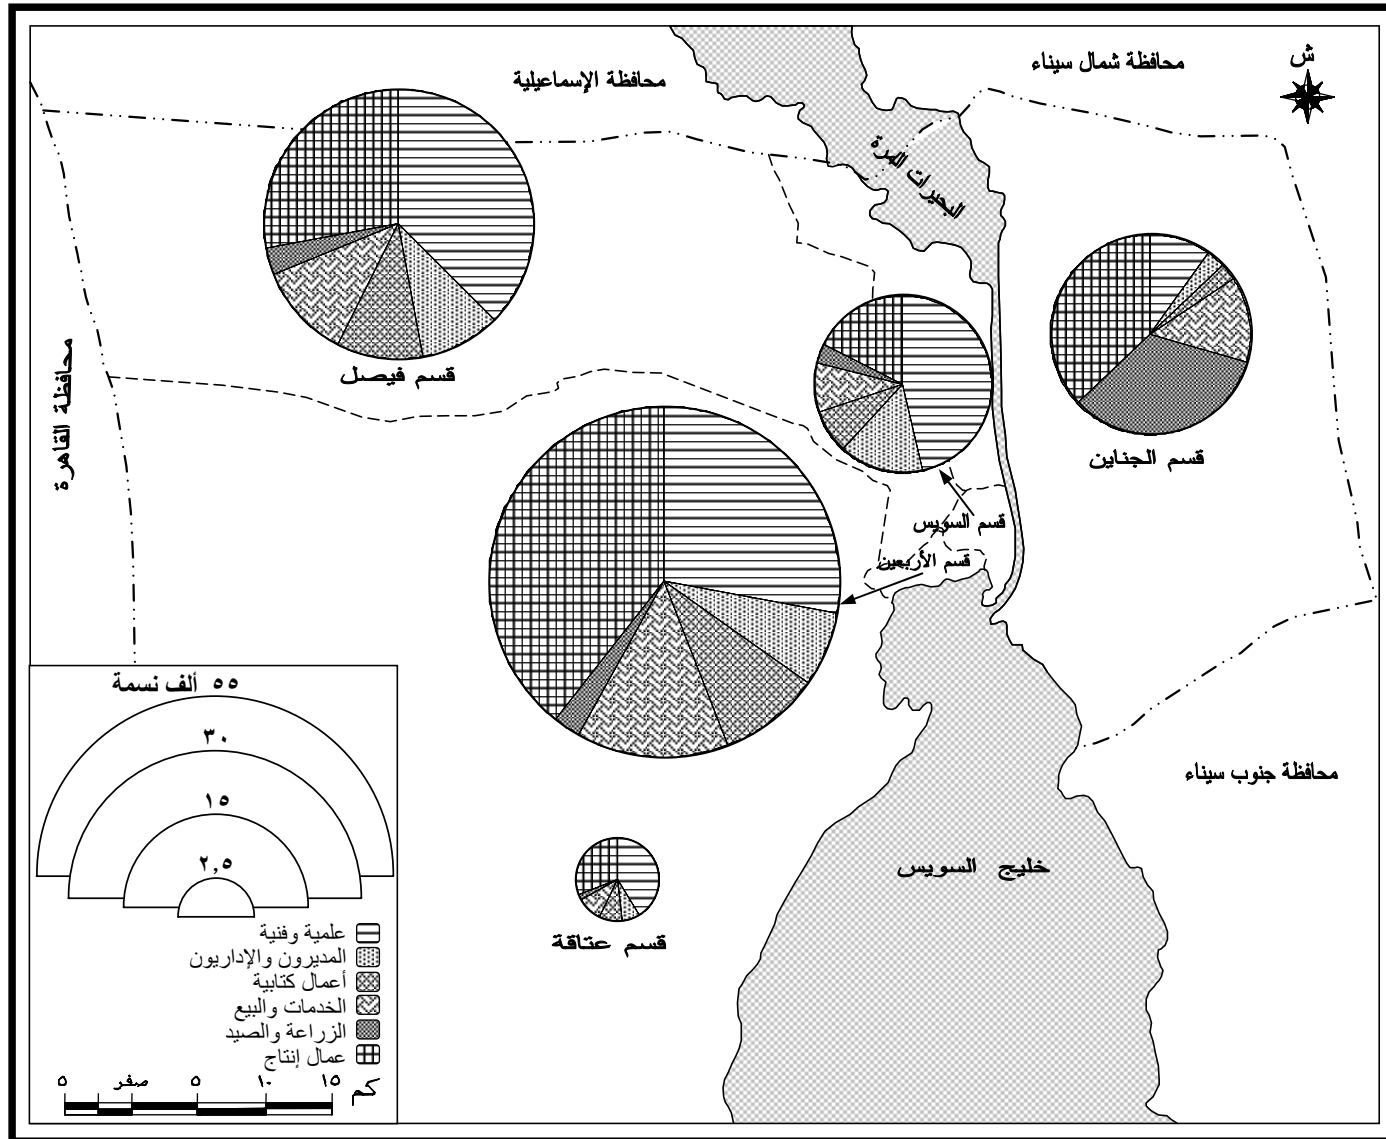 ش
محافظة شمال سيناء
محافظة الإسماعيلية
البحيرات المرة
محافظة القاهرة
قسم فيصل
قسم الجناين
قسم السويس
قسم الأربعين
محافظة جنوب سيناء
خليج السويس
قسم عتاقة
٥٥ ألف نسمة
٣٠
١٥
٢,٥
علمية وفنية
المديرون والإداريون
أعمال كتابية
الخدمات والبيع
الزراعة والصيد
عمال إنتاج
٥ صفر ٥ ١٠ ١٥ كم